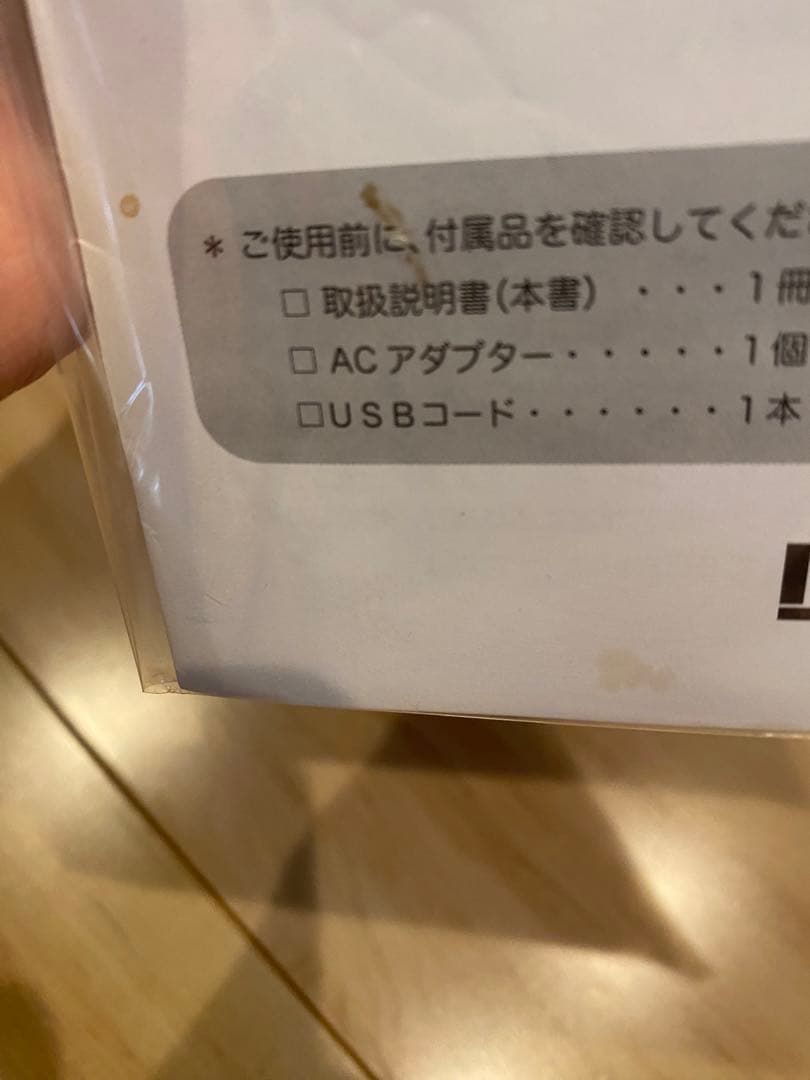 * ご使用前に、付属品を確認してくだ
□ 取扱説明書（本書） ・・・1冊
□ ACアダプター・・・・・1個
□USBコード・・・・・・1本